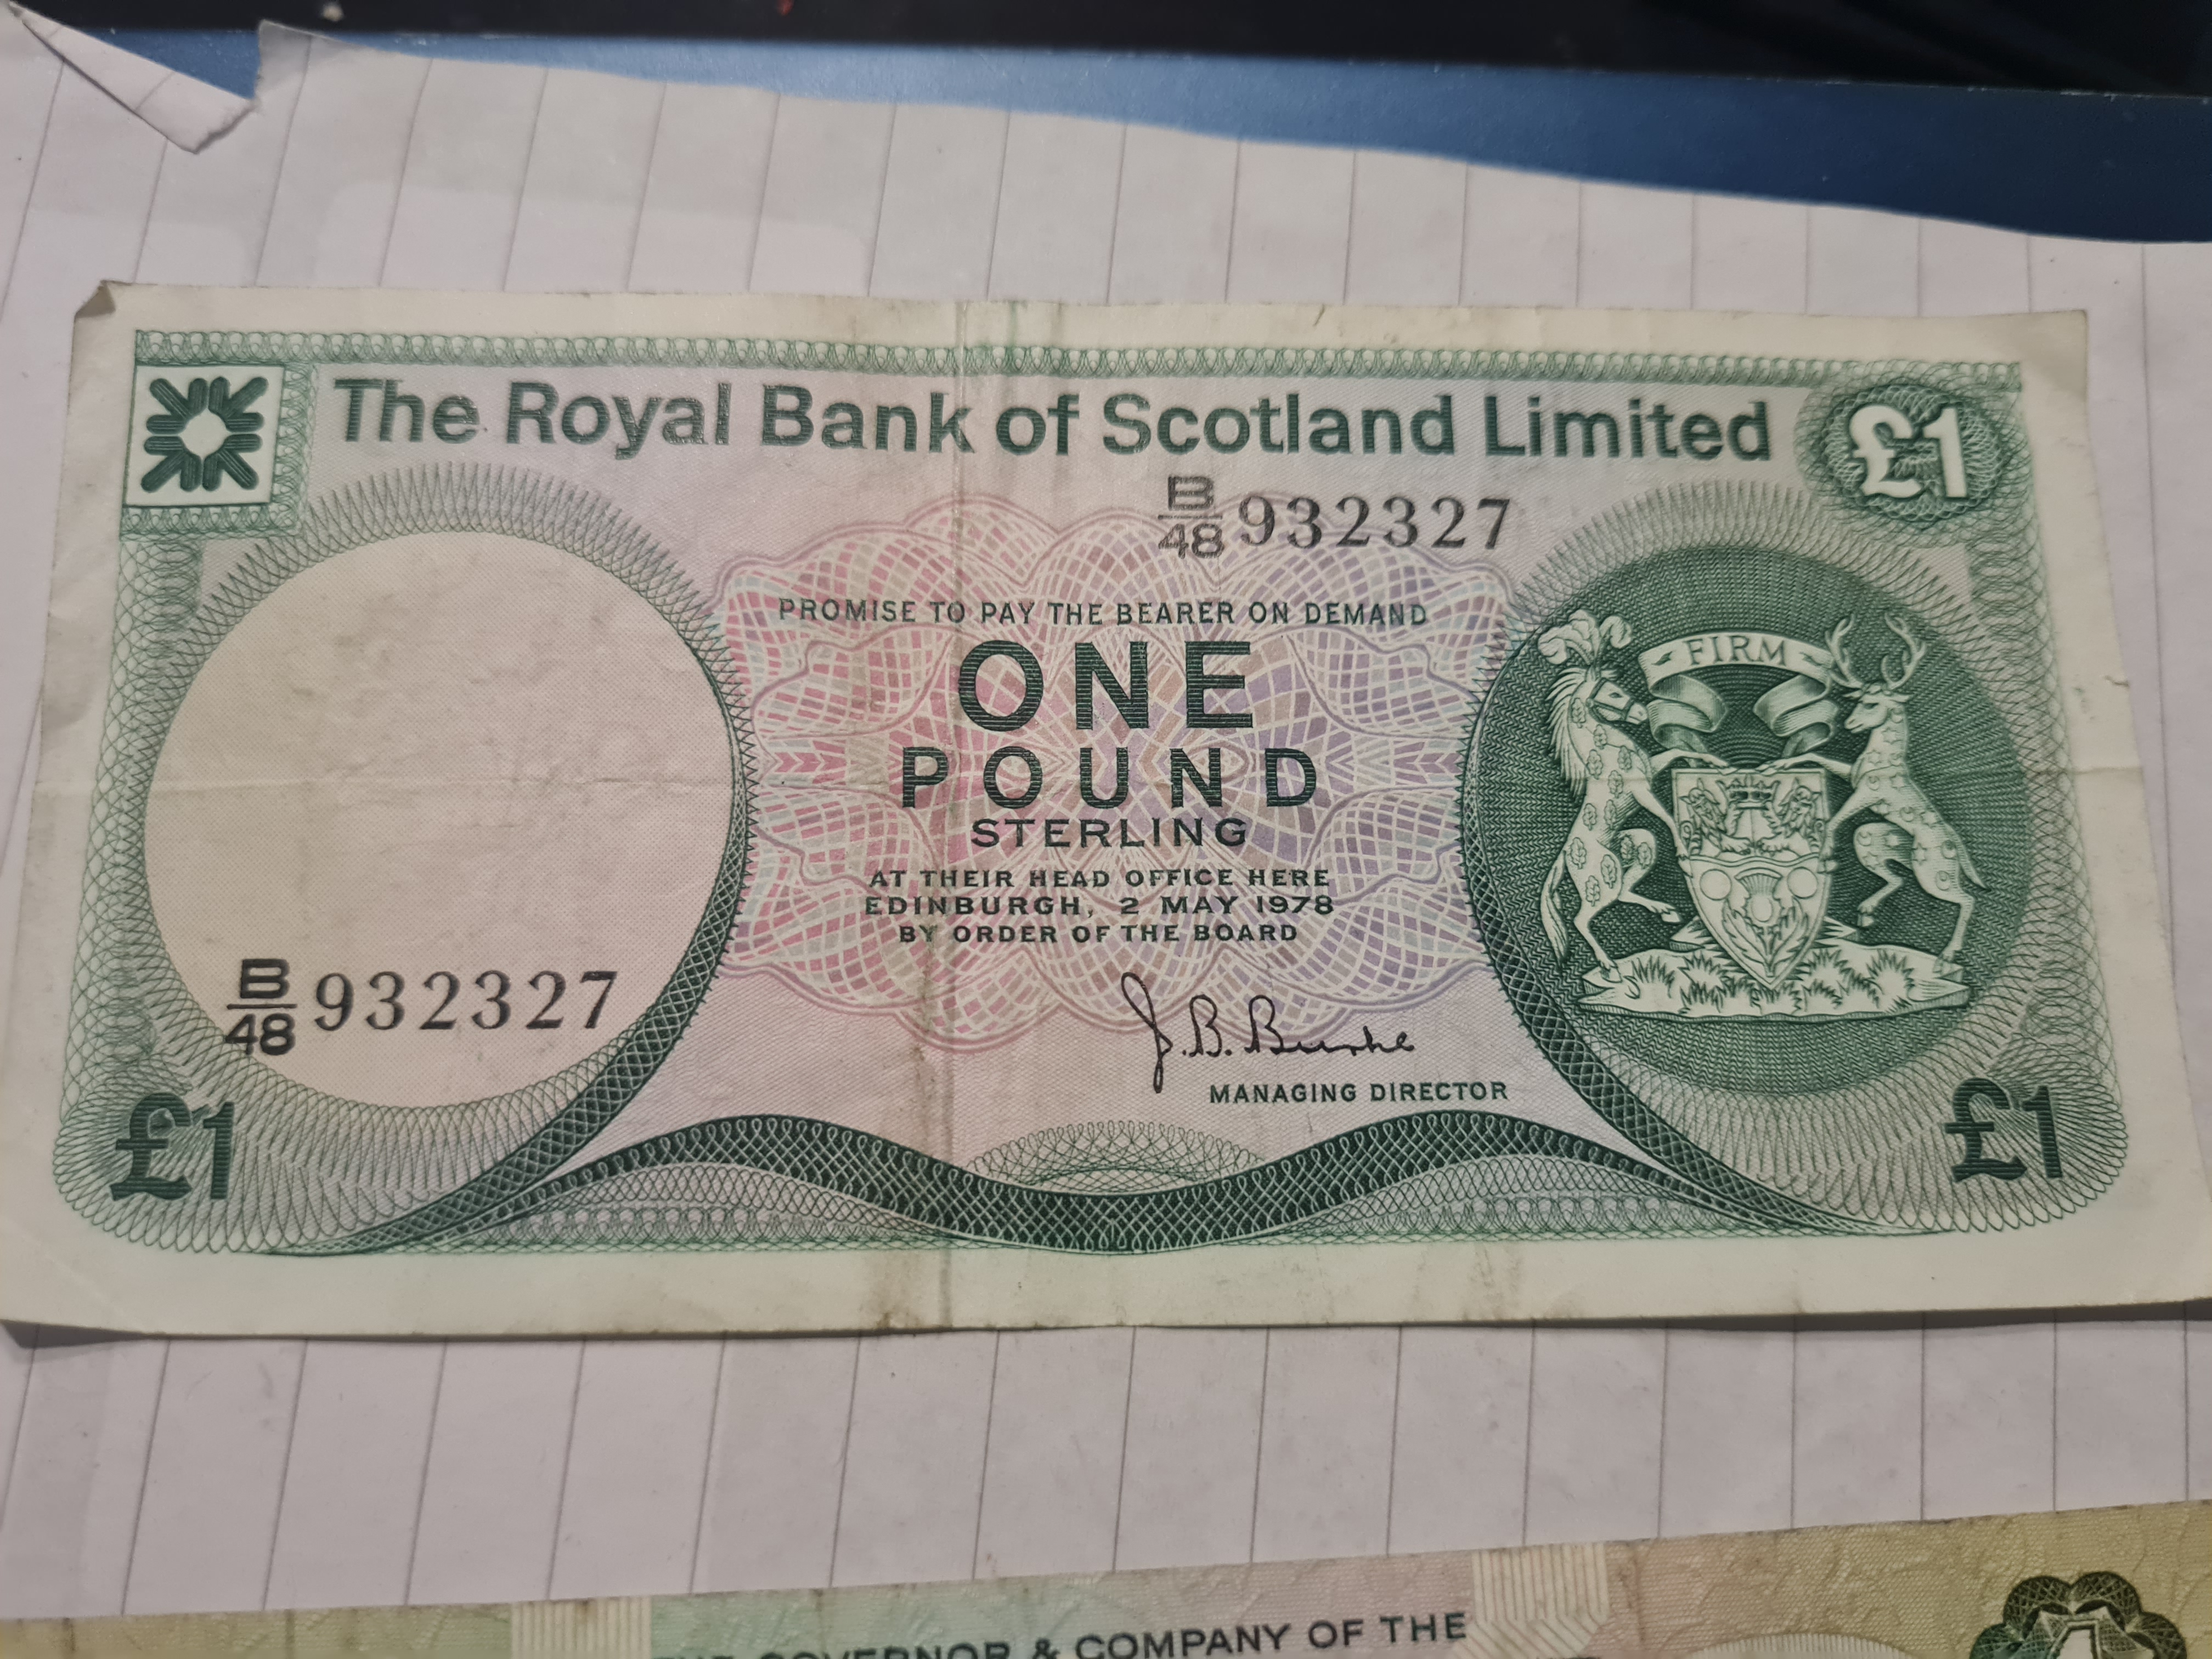 The Royal Bank of Scotland Limited
£1
B/48 932327
PROMISE TO PAY THE BEARER ON DEMAND
ONE
POUND
STERLING
AT THEIR HEAD OFFICE HERE
EDINBURGH, 2 MAY 1978
BY ORDER OF THE BOARD
FIRM
B/48 932327
J. B. Burke
MANAGING DIRECTOR
£1
£1
GOVERNOR & COMPANY OF THE